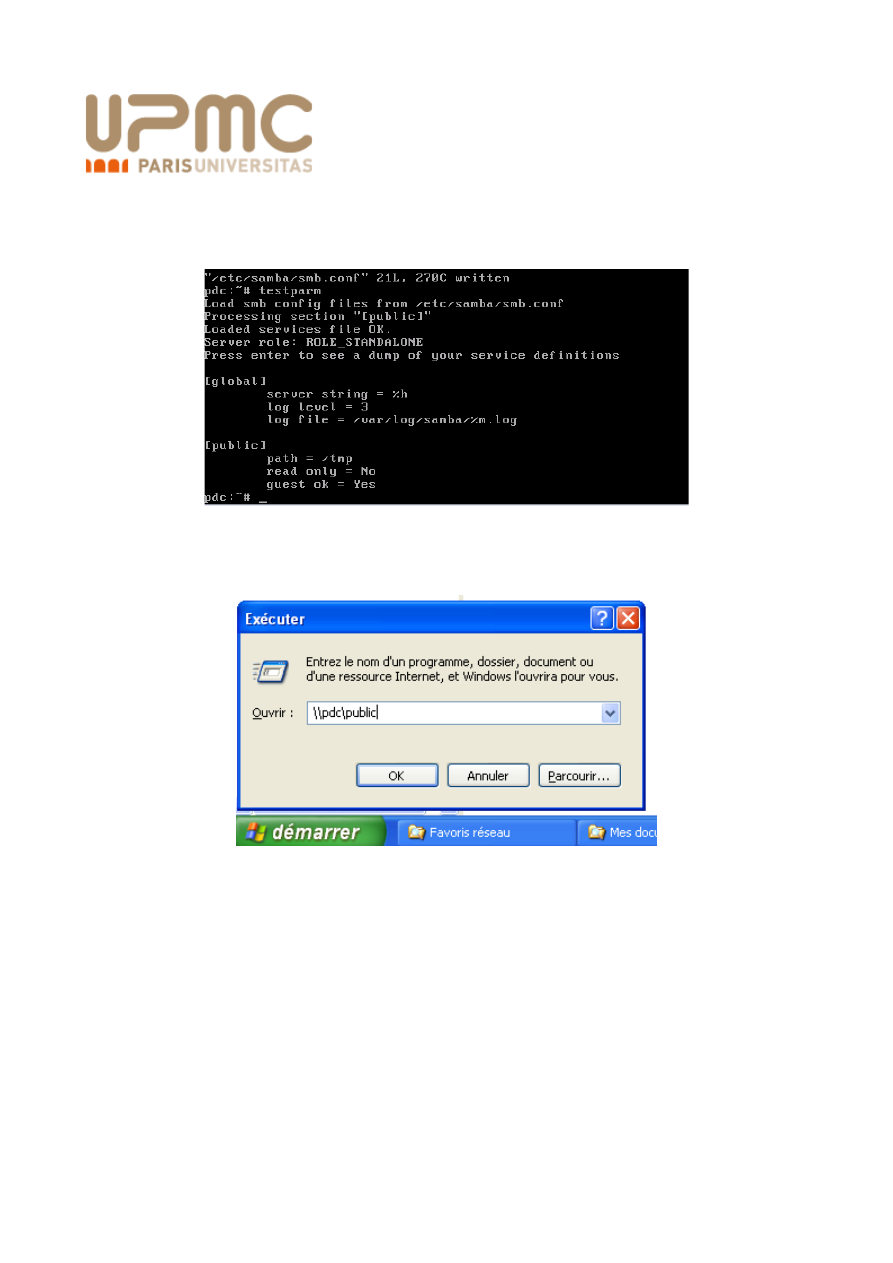 UPMC
PARISUNIVERSITAS
"/etc/samba/smb.conf" 21L, 270C written
pdc:~# testparm
Load smb config files from /etc/samba/smb.conf
Processing section "[public]"
Loaded services file OK.
Server role: ROLE_STANDALONE
Press enter to see a dump of your service definitions
[global]
server string = %h
log level = 3
log file = /var/log/samba/%m.log
[public]
path = /tmp
read only = No
guest ok = Yes
pdc:~# _
Exécuter
Entrez le nom d'un programme, dossier, document ou
d'une ressource Internet, et Windows l'ouvrira pour vous.
Ouvrir : \\pdc\public
OK Annuler Parcourir...
démarrer Favoris réseau Mes docu